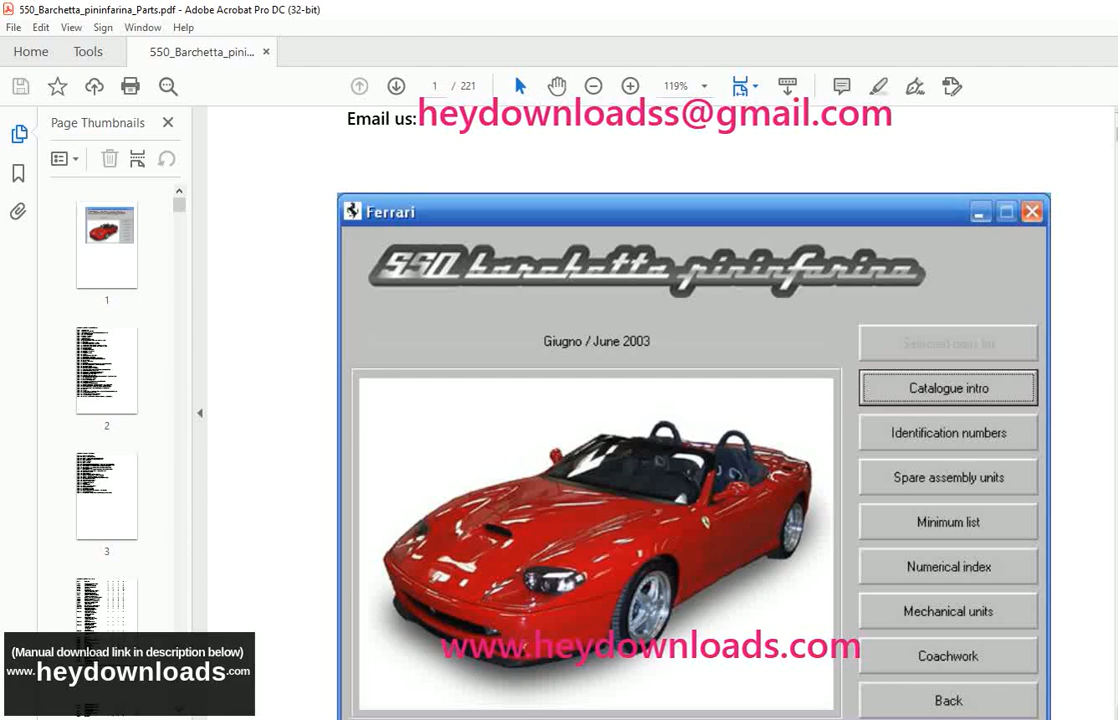 550_Barchetta_pininfarina_Parts.pdf - Adobe Acrobat Pro DC (32-bit)
File Edit View Sign Window Help
Home Tools 550_Barchetta_pini... ×
1 / 221 119%
Page Thumbnails
Email us:heydownloadss@gmail.com
Ferrari
550 barchetta pininfarina
Giugno / June 2003
Catalogue intro
Identification numbers
Spare assembly units
Minimum list
Numerical index
Mechanical units
Coachwork
Back
1
2
3
www.heydownloads.com
(Manual download link in description below)
www.heydownloads.com